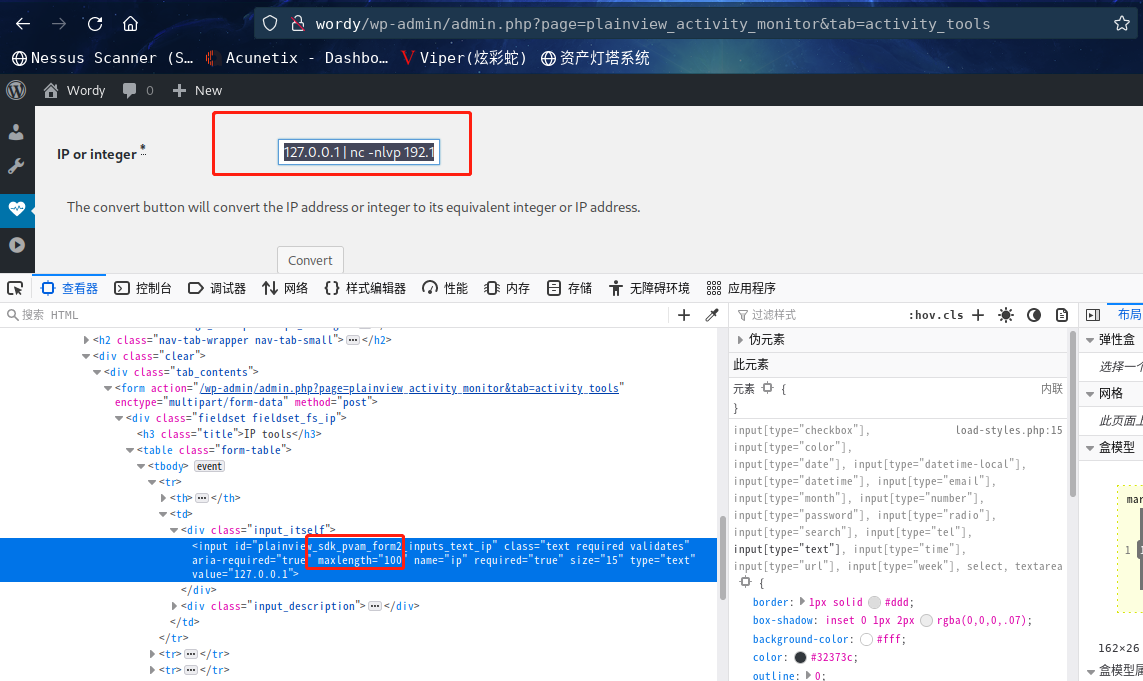 wordy/wp-admin/admin.php?page=plainview_activity_monitor&tab=activity_tools
Nessus Scanner (S… Acunetix - Dashbo… Viper(炫彩蛇) 资产灯塔系统
Wordy 0 New
IP or integer *
127.0.0.1 | nc -nlvp 192.1
The convert button will convert the IP address or integer to its equivalent integer or IP address.
Convert
查看器 控制台 调试器 网络 样式编辑器 性能 内存 存储 无障碍环境 应用程序
搜索 HTML
<h2 class="nav-tab-wrapper nav-tab-small"></h2>
<div class="clear">
<div class="tab_contents">
<form action="/wp-admin/admin.php?page=plainview_activity_monitor&tab=activity_tools"
enctype="multipart/form-data" method="post">
<div class="fieldset fieldset_fs_ip">
<h3 class="title">IP tools</h3>
<table class="form-table">
<tbody> event
<tr>
<th></th>
<td>
<div class="input_itself">
<input id="plainview_sdk_pvam_form2_inputs_text_ip" class="text required validates"
aria-required="true" maxlength="100" name="ip" required="true" size="15" type="text"
value="127.0.0.1">
</div>
<div class="input_description"></div>
</td>
</tr>
<tr></tr>
<tr></tr>
过滤样式 :hov .cls
伪元素
此元素
元素 { 内联
}
input[type="checkbox"], load-styles.php:15
input[type="color"],
input[type="date"], input[type="datetime-local"],
input[type="datetime"], input[type="email"],
input[type="month"], input[type="number"],
input[type="password"], input[type="radio"],
input[type="search"], input[type="tel"],
input[type="text"], input[type="time"],
input[type="url"], input[type="week"], select, textarea
{
border: 1px solid #ddd;
box-shadow: inset 0 1px 2px rgba(0,0,0,.07);
background-color: #fff;
color: #32373c;
outline: 0;
布局
弹性盒
选择一个
网格
此页面上
盒模型
mar
1
162×26
盒模型属